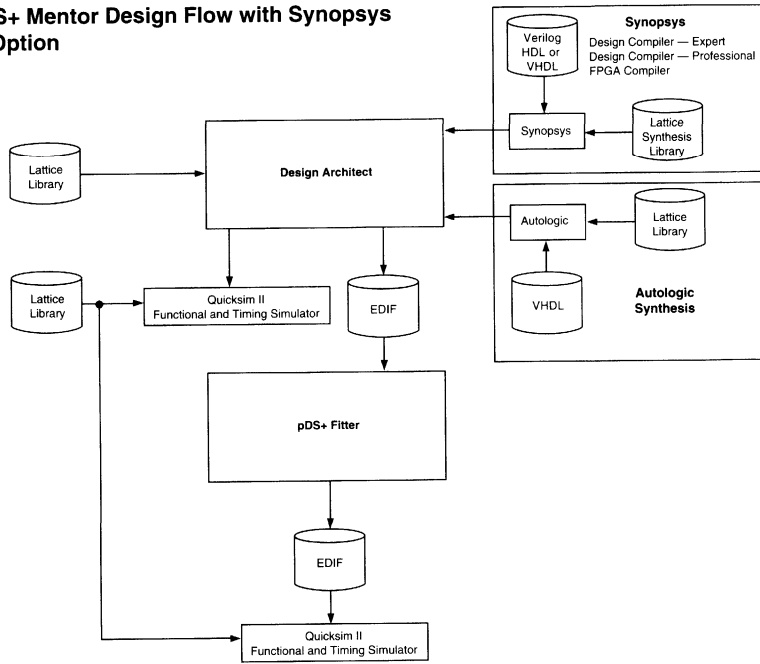 S+ Mentor Design Flow with Synopsys
Option
Synopsys
Verilog
HDL or
VHDL
Design Compiler — Expert
Design Compiler — Professional
FPGA Compiler
Synopsys
Lattice
Synthesis
Library
Lattice
Library
Design Architect
Autologic
Lattice
Library
VHDL
Autologic
Synthesis
Lattice
Library
Quicksim II
Functional and Timing Simulator
EDIF
pDS+ Fitter
EDIF
Quicksim II
Functional and Timing Simulator